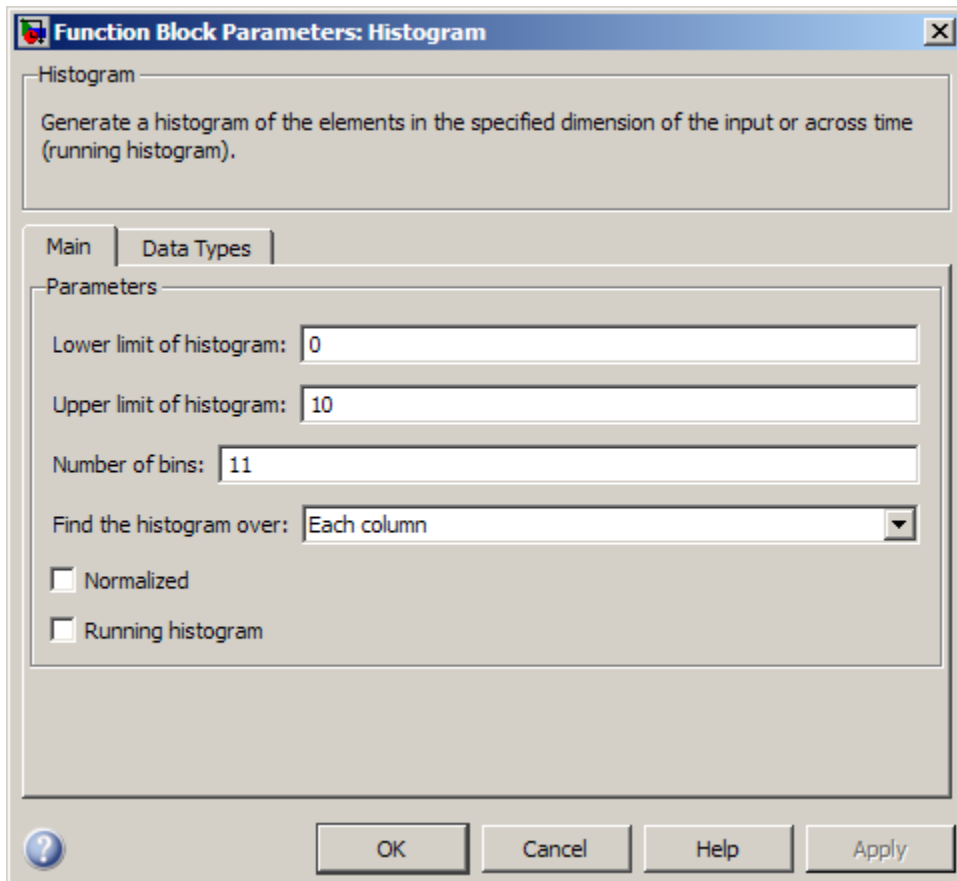 Function Block Parameters: Histogram
Histogram
Generate a histogram of the elements in the specified dimension of the input or across time
(running histogram).
Main Data Types
Parameters
Lower limit of histogram: 0
Upper limit of histogram: 10
Number of bins: 11
Find the histogram over: Each column
Normalized
Running histogram
? OK Cancel Help Apply